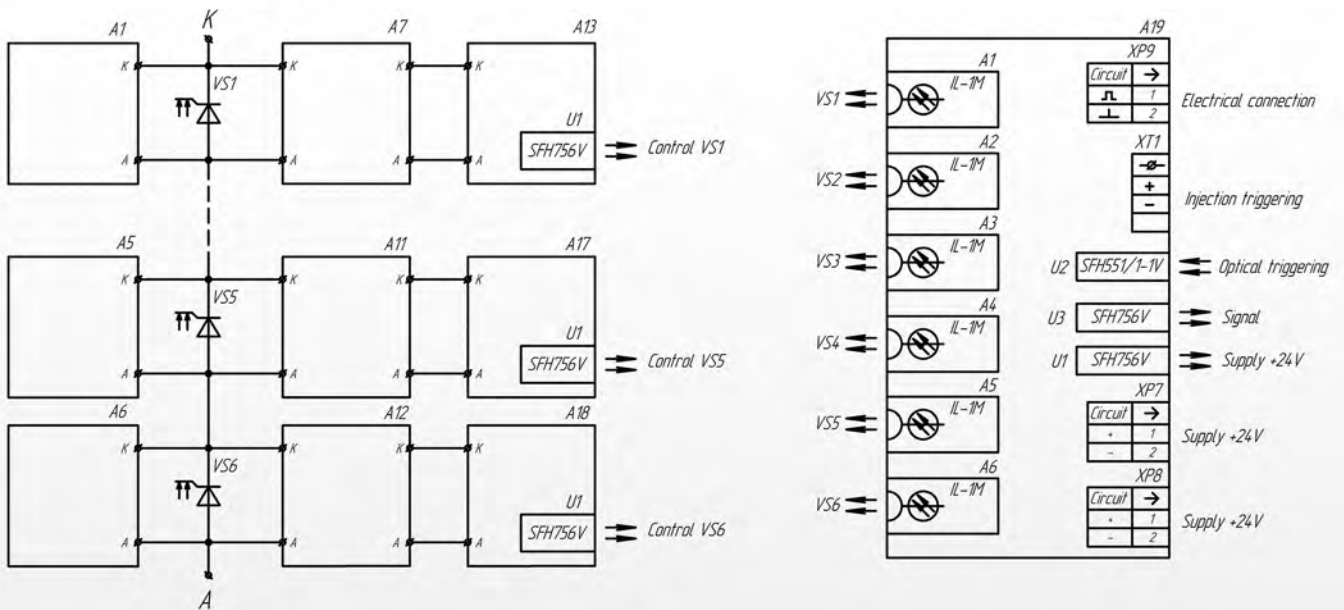 K
A1
A7
A13
K
K
K
VS1
U1
SFH756V
Control VS1
A
A
A
A5
A11
A17
K
K
K
VS5
U1
SFH756V
Control VS5
A
A
A
A6
A12
A18
K
K
K
VS6
U1
SFH756V
Control VS6
A
A
A
A
A19
A1
IL-1M
VS1
A2
IL-1M
VS2
A3
IL-1M
VS3
A4
IL-1M
VS4
A5
IL-1M
VS5
A6
IL-1M
VS6
XP9
Circuit →
1
2
Electrical connection
XT1
+
−
Injection triggering
U2 SFH551/1-1V Optical triggering
U3 SFH756V Signal
U1 SFH756V Supply +24V
XP7
Circuit →
· 1
- 2
Supply +24V
XP8
Circuit →
· 1
- 2
Supply +24V